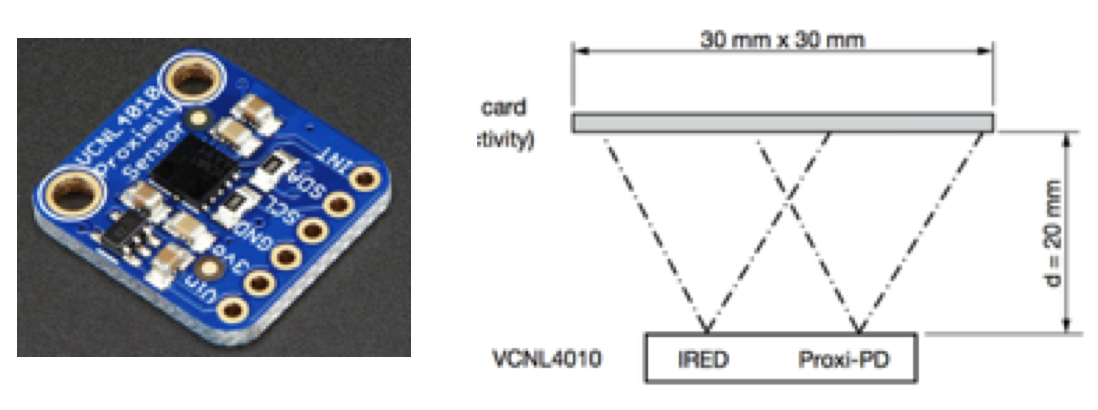 VCNL4010
Proximity
Sensor
INT
SDA
SCL
GND
3vo
Vin
30 mm x 30 mm
card
ctivity)
d = 20 mm
VCNL4010
IRED
Proxi-PD